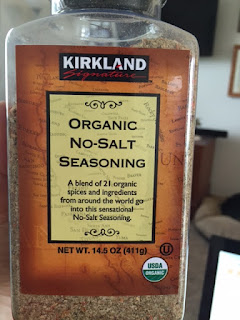 KIRKLAND
Signature
ORGANIC
NO-SALT
SEASONING
A blend of 21 organic
spices and ingredients
from around the world go
into this sensational
No-Salt Seasoning.
NET WT. 14.5 OZ (411g)
U
USDA
ORGANIC